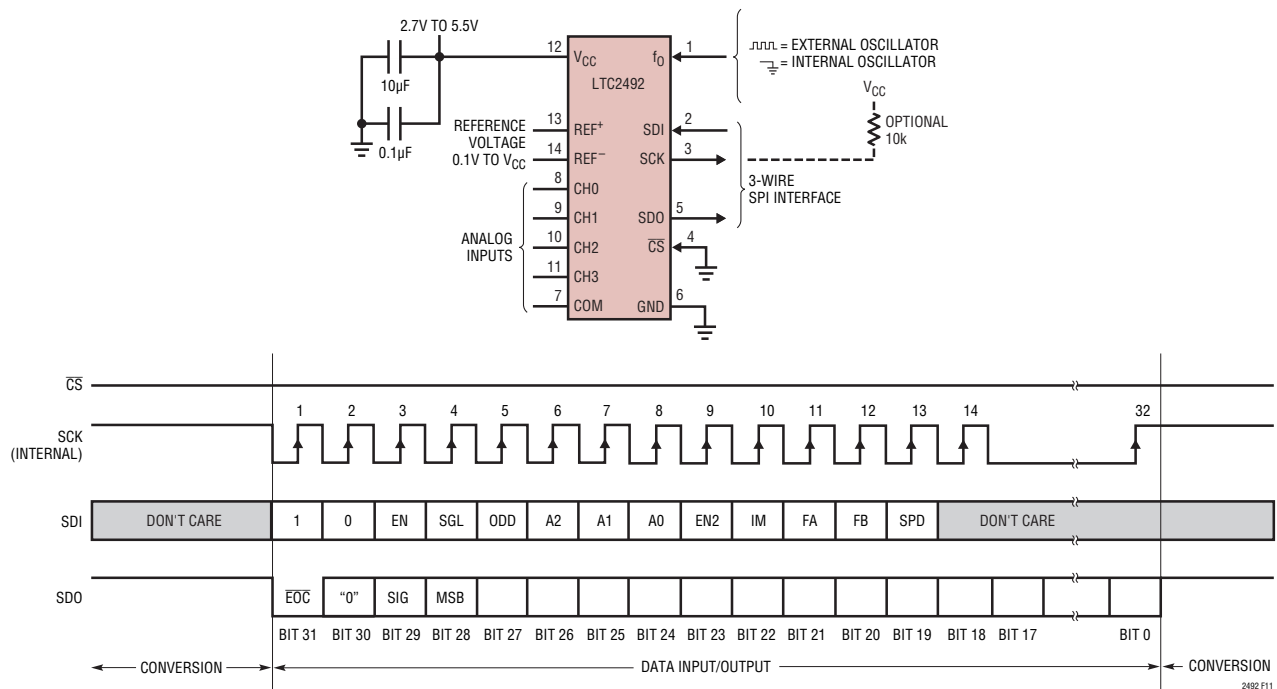 2.7V TO 5.5V
10µF
0.1µF
REFERENCE
VOLTAGE
0.1V TO VCC
ANALOG
INPUTS
12
13
14
8
9
10
11
7
VCC
LTC2492
REF+
REF−
CH0
CH1
CH2
CH3
COM
fO
SDI
SCK
SDO
CS
GND
1
2
3
5
4
6
= EXTERNAL OSCILLATOR
= INTERNAL OSCILLATOR
VCC
OPTIONAL
10k
3-WIRE
SPI INTERFACE
CS
1 2 3 4 5 6 7 8 9 10 11 12 13 14 32
SCK
(INTERNAL)
SDI DON'T CARE 1 0 EN SGL ODD A2 A1 A0 EN2 IM FA FB SPD DON'T CARE
SDO EOC "0" SIG MSB
BIT 31 BIT 30 BIT 29 BIT 28 BIT 27 BIT 26 BIT 25 BIT 24 BIT 23 BIT 22 BIT 21 BIT 20 BIT 19 BIT 18 BIT 17 BIT 0
CONVERSION DATA INPUT/OUTPUT CONVERSION
2492 F11